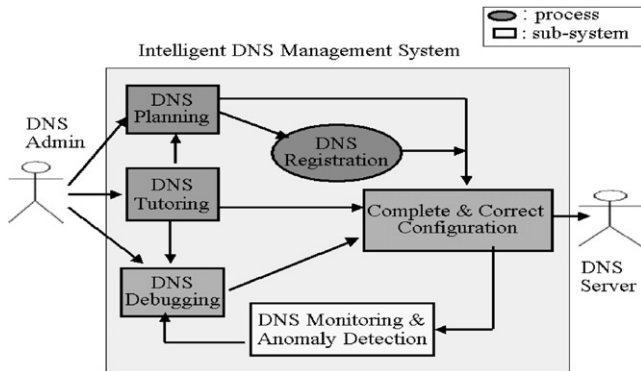 : process
: sub-system
Intelligent DNS Management System
DNS
Admin
DNS
Planning
DNS
Registration
DNS
Tutoring
Complete & Correct
Configuration
DNS
Debugging
DNS Monitoring &
Anomaly Detection
DNS
Server